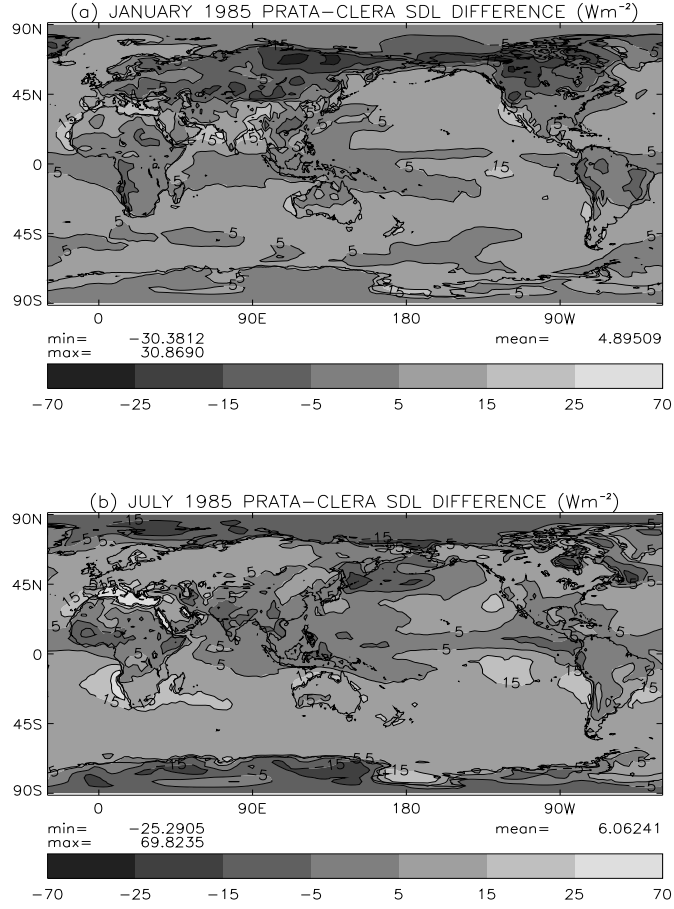 (a) JANUARY 1985 PRATA-CLERA SDL DIFFERENCE (Wm⁻²)
90N
45N
0
45S
90S
0 90E 180 90W
min= -30.3812 mean= 4.89509
max= 30.8690
-70 -25 -15 -5 5 15 25 70
(b) JULY 1985 PRATA-CLERA SDL DIFFERENCE (Wm⁻²)
90N
45N
0
45S
90S
0 90E 180 90W
min= -25.2905 mean= 6.06241
max= 69.8235
-70 -25 -15 -5 5 15 25 70